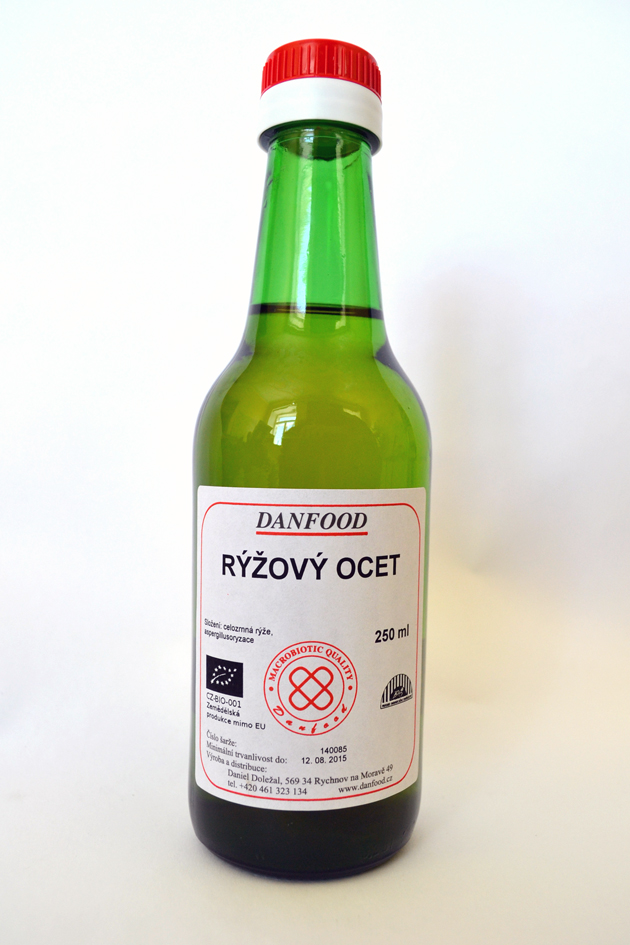 DANFOOD
RÝŽOVÝ OCET
Složení: celozrnná rýže,
aspergillusoryzace
250 ml
MACROBIOTIC QUALITY
Danfood
CZ-BIO-001
Zemědělská
produkce mimo EU
Číslo šarže: 140085
Minimální trvanlivost do: 12. 08. 2015
Výroba a distribuce:
Daniel Doležal, 569 34 Rychnov na Moravě 49
tel. +420 461 323 134 www.danfood.cz